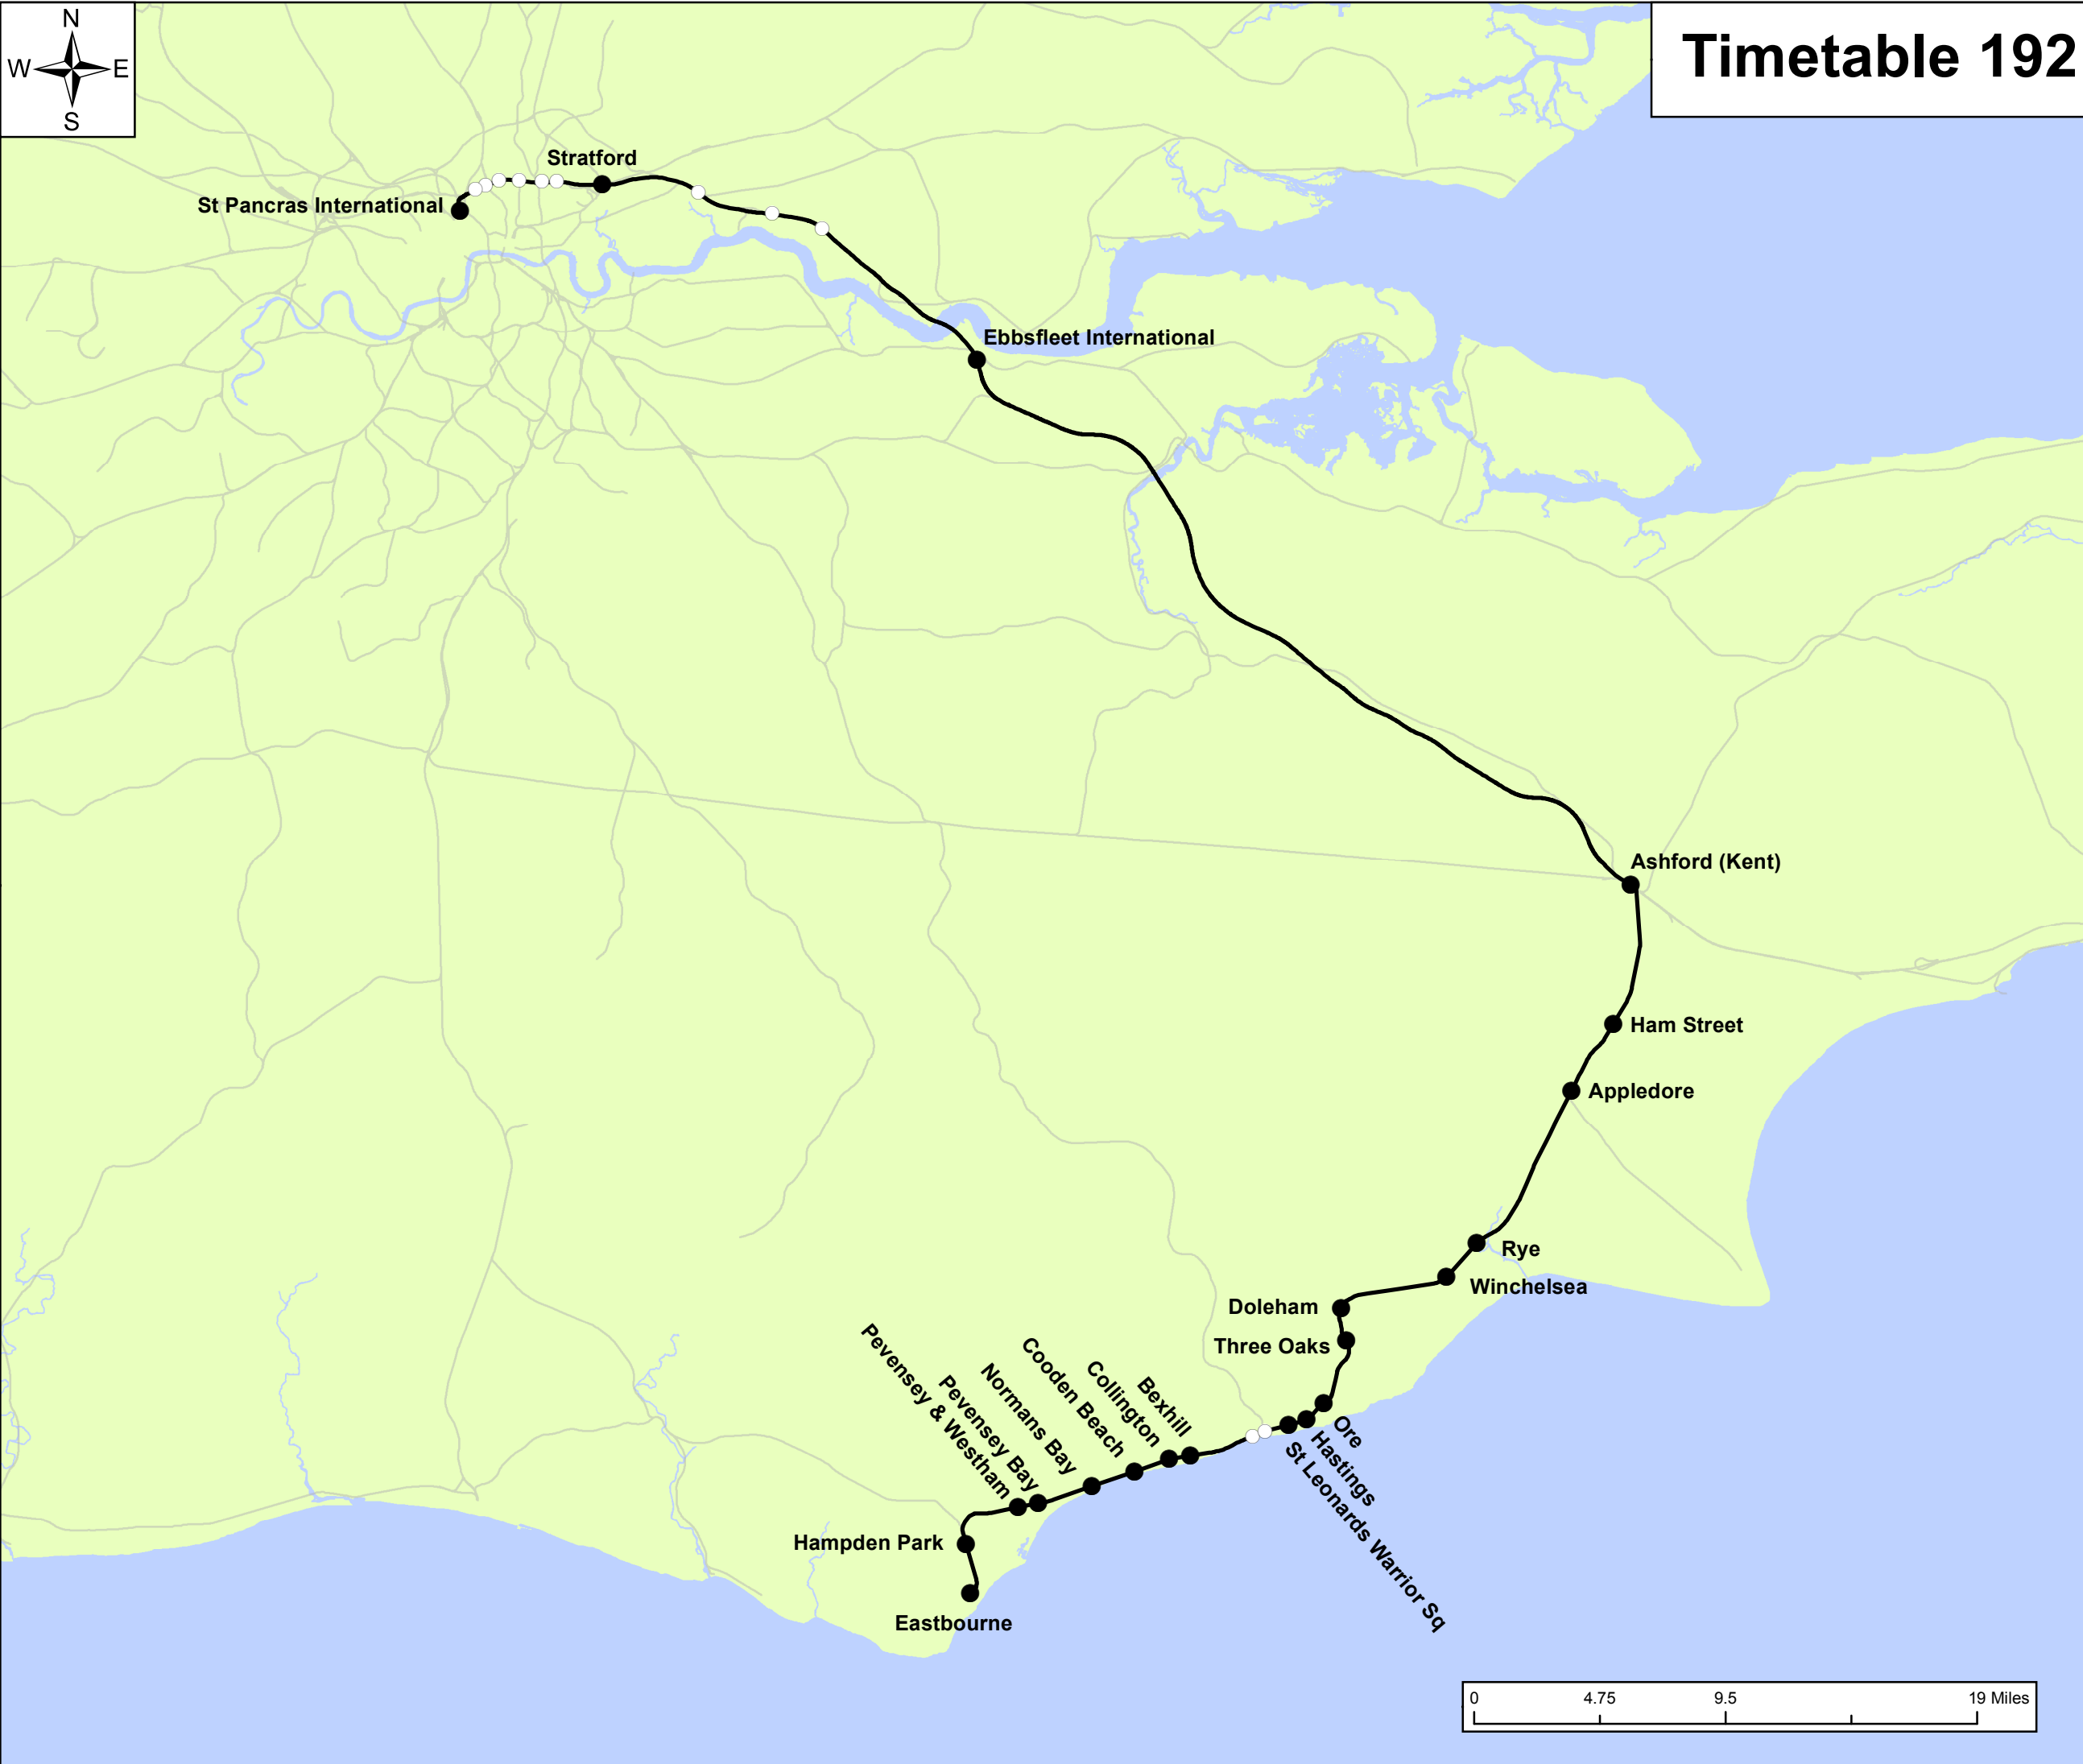 N
W E
S
Timetable 192
Stratford
St Pancras International
Ebbsfleet International
Ashford (Kent)
Ham Street
Appledore
Rye
Winchelsea
Doleham
Three Oaks
Ore
Hastings
St Leonards Warrior Sq
Bexhill
Collington
Cooden Beach
Normans Bay
Pevensey Bay
Pevensey & Westham
Hampden Park
Eastbourne
0 4.75 9.5 19 Miles